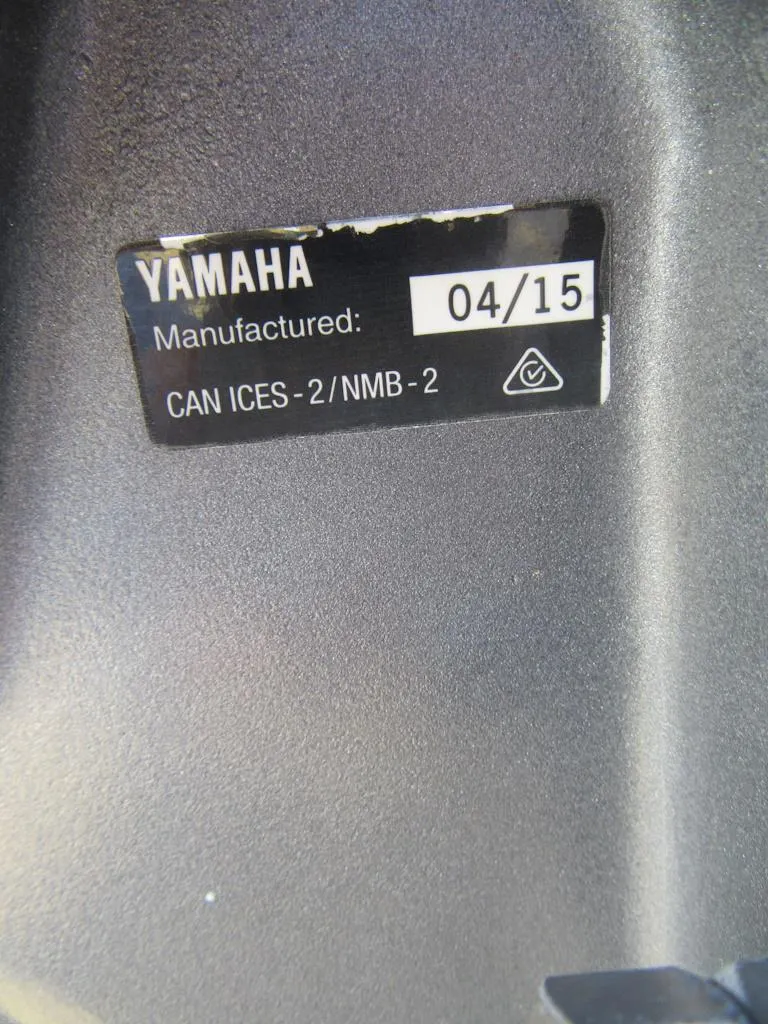 YAMAHA
Manufactured: 04/15
CAN ICES-2/NMB-2